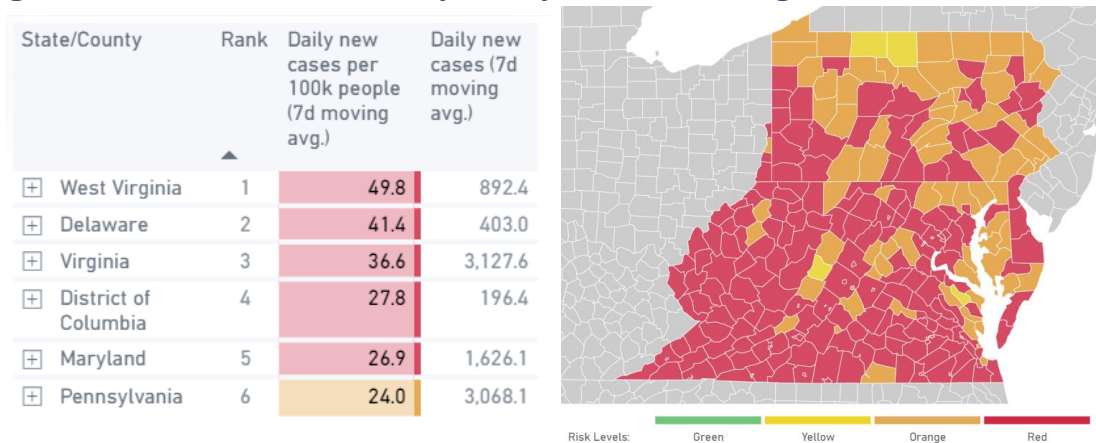 State/County Rank Daily new Daily new
cases per cases (7d
100k people moving
(7d moving avg.)
avg.)
West Virginia 1 49.8 892.4
Delaware 2 41.4 403.0
Virginia 3 36.6 3,127.6
District of 4 27.8 196.4
Columbia
Maryland 5 26.9 1,626.1
Pennsylvania 6 24.0 3,068.1
Risk Levels: Green Yellow Orange Red